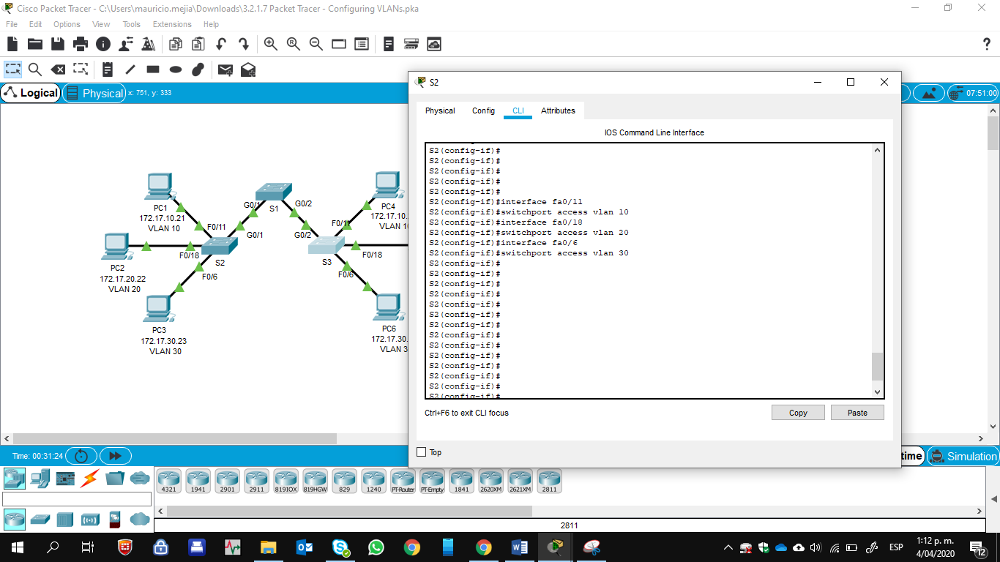 Cisco Packet Tracer - C:\Users\mauricio.mejia\Downloads\3.2.1.7 Packet Tracer - Configuring VLANs.pka
File Edit Options View Tools Extensions Help
Logical
Physical
x: 751, y: 333
07:51:00
PC1
172.17.10.21
VLAN 10
F0/11
G0/1
S1
G0/2
PC4
172.17.10.
VLAN 1
G0/1
G0/2
F0/11
PC2
172.17.20.22
VLAN 20
F0/18
S2
F0/6
S3
F0/18
F0/6
PC3
172.17.30.23
VLAN 30
PC6
172.17.30.
VLAN 3
S2
Physical Config CLI Attributes
IOS Command Line Interface
S2(config-if)#
S2(config-if)#
S2(config-if)#
S2(config-if)#
S2(config-if)#
S2(config-if)#interface fa0/11
S2(config-if)#switchport access vlan 10
S2(config-if)#interface fa0/18
S2(config-if)#switchport access vlan 20
S2(config-if)#interface fa0/6
S2(config-if)#switchport access vlan 30
S2(config-if)#
S2(config-if)#
S2(config-if)#
S2(config-if)#
S2(config-if)#
S2(config-if)#
S2(config-if)#
S2(config-if)#
S2(config-if)#
S2(config-if)#
S2(config-if)#
S2(config-if)#
S2(config-if)#
S2(config-if)#
Ctrl+F6 to exit CLI focus
Copy
Paste
Top
Time: 00:31:24
time
Simulation
4321 1941 2901 2911 819IOX 819HGW 829 1240 PT-Router PT-Empty 1841 2620XM 2621XM 2811
2811
ESP
1:12 p. m.
4/04/2020
12